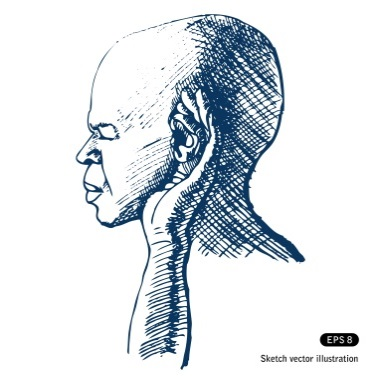 EPS 8
Sketch vector illustration